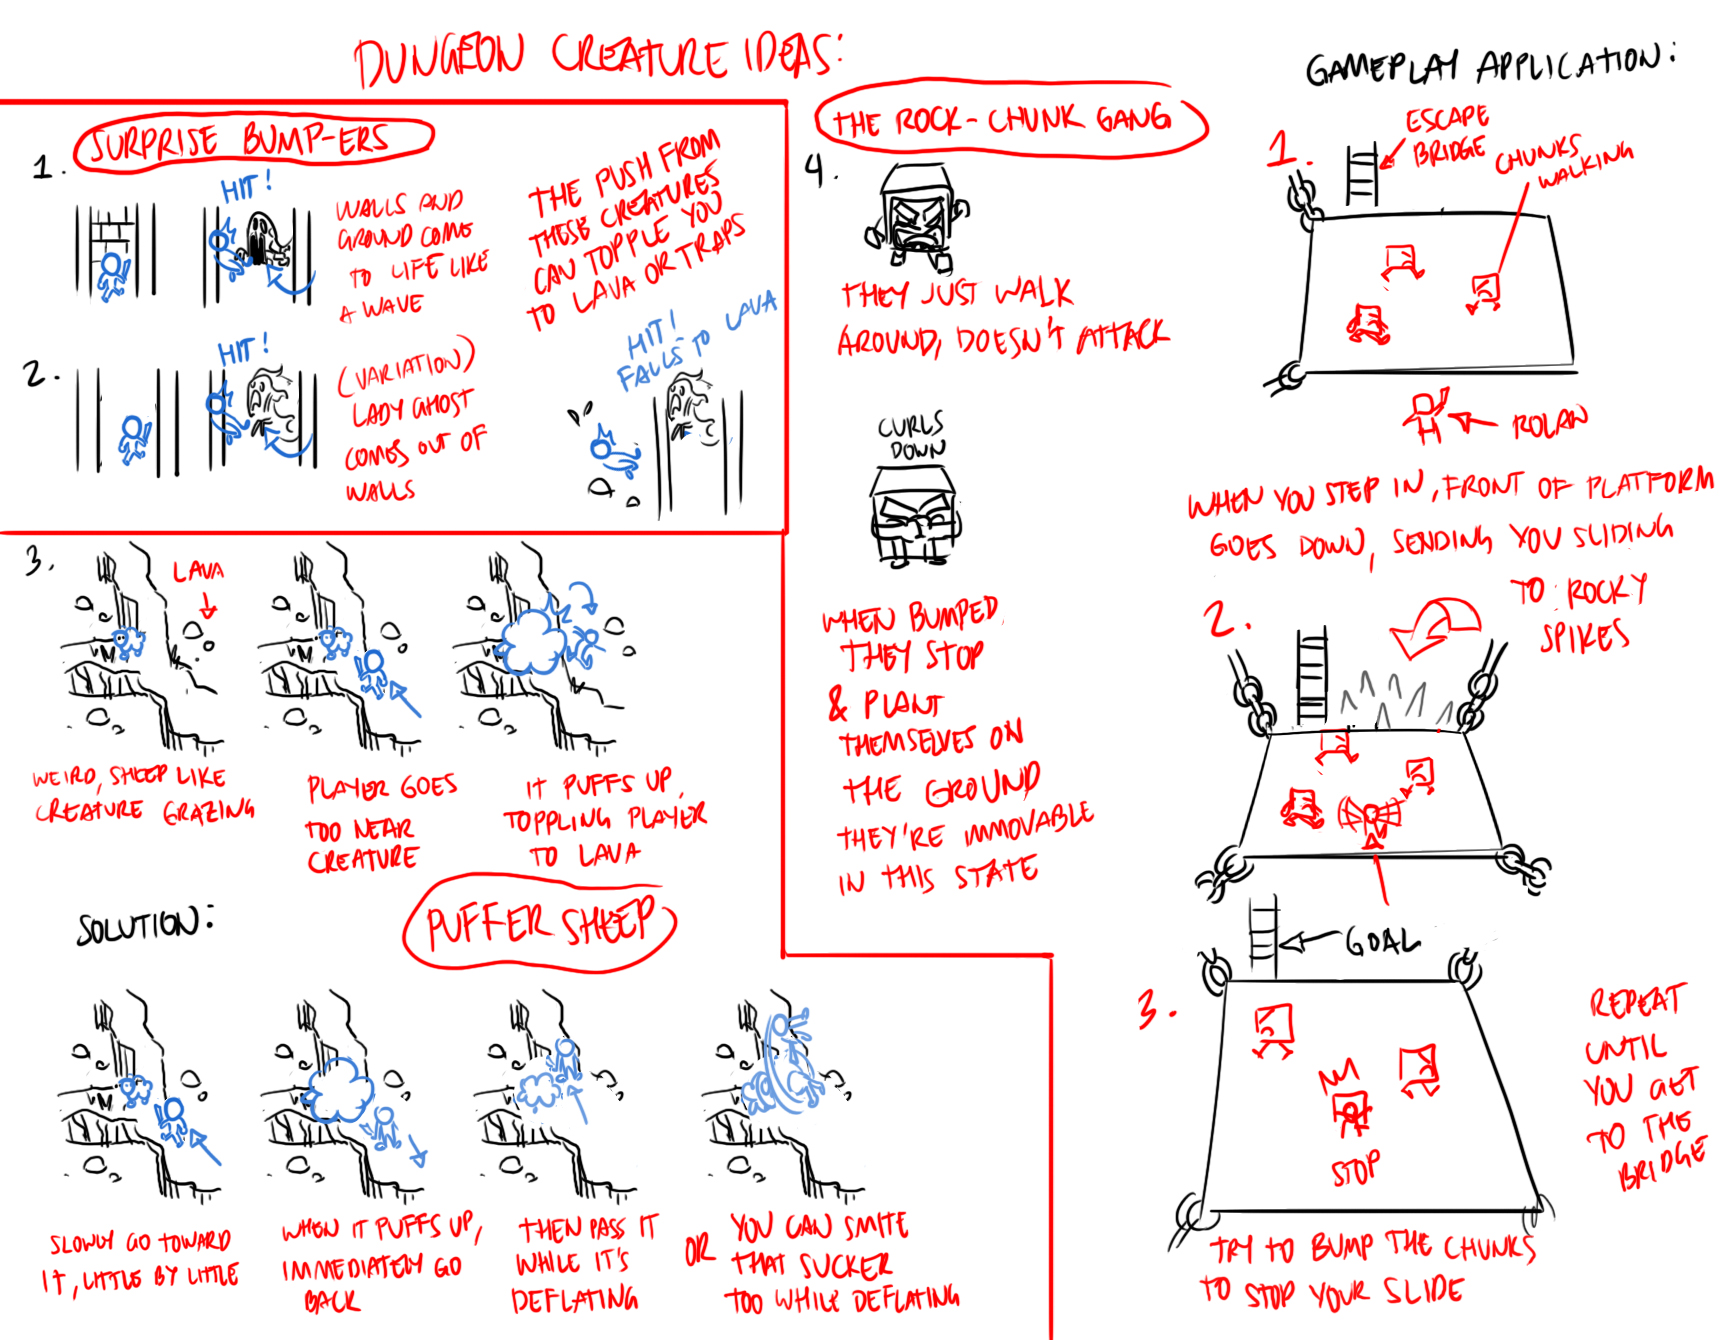 DUNGEON CREATURE IDEAS:
SURPRISE BUMP-ERS
1.
HIT!
WALLS AND
GROUND COME
TO LIFE LIKE
A WAVE
THE PUSH FROM
THESE CREATURES
CAN TOPPLE YOU
TO LAVA OR TRAPS
2.
HIT!
(VARIATION)
LADY GHOST
COMES OUT OF
WALLS
HIT!
FALLS TO LAVA
3.
LAVA
WEIRD, SHEEP LIKE
CREATURE GRAZING
PLAYER GOES
TOO NEAR
CREATURE
IT PUFFS UP,
TOPPLING PLAYER
TO LAVA
PUFFER SHEEP
SOLUTION:
SLOWLY GO TOWARD
IT, LITTLE BY LITTLE
WHEN IT PUFFS UP,
IMMEDIATELY GO
BACK
THEN PASS IT
WHILE IT'S
DEFLATING
OR
YOU CAN SMITE
THAT SUCKER
TOO WHILE DEFLATING
THE ROCK-CHUNK GANG
4.
THEY JUST WALK
AROUND, DOESN'T ATTACK
CURLS
DOWN
WHEN BUMPED,
THEY STOP
& PLANT
THEMSELVES ON
THE GROUND
THEY'RE IMMOVABLE
IN THIS STATE
GAMEPLAY APPLICATION:
1.
ESCAPE
BRIDGE
CHUNKS
WALKING
ROLAN
WHEN YOU STEP IN, FRONT OF PLATFORM
GOES DOWN, SENDING YOU SLIDING
TO ROCKY
SPIKES
2.
GOAL
3.
STOP
REPEAT
UNTIL
YOU GET
TO THE
BRIDGE
TRY TO BUMP THE CHUNKS
TO STOP YOUR SLIDE